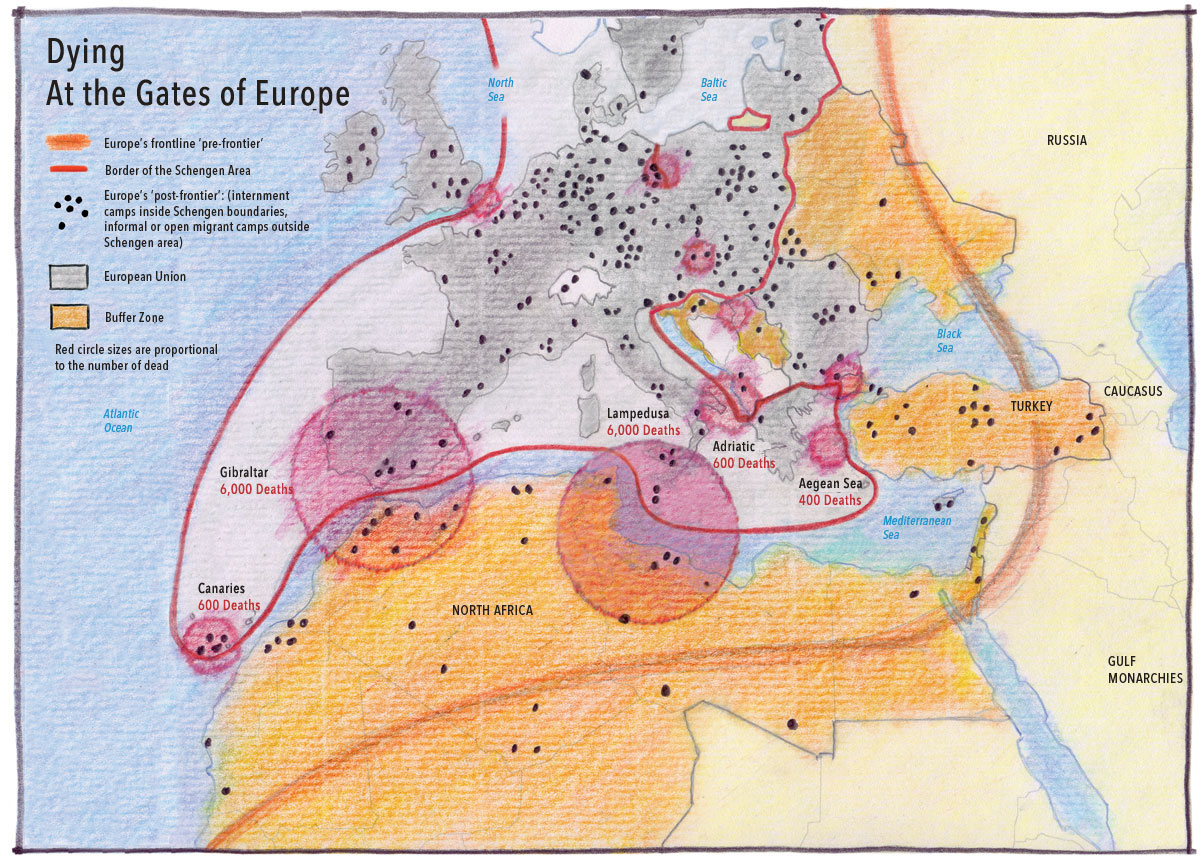 Dying
At the Gates of Europe
Europe's frontline 'pre-frontier'
Border of the Schengen Area
Europe's 'post-frontier': (internment
camps inside Schengen boundaries,
informal or open migrant camps outside
Schengen area)
European Union
Buffer Zone
Red circle sizes are proportional
to the number of dead
North
Sea
Baltic
Sea
RUSSIA
Black
Sea
CAUCASUS
TURKEY
Atlantic
Ocean
Lampedusa
6,000 Deaths
Adriatic
600 Deaths
Gibraltar
6,000 Deaths
Aegean Sea
400 Deaths
Mediterranean
Sea
Canaries
600 Deaths
NORTH AFRICA
GULF
MONARCHIES